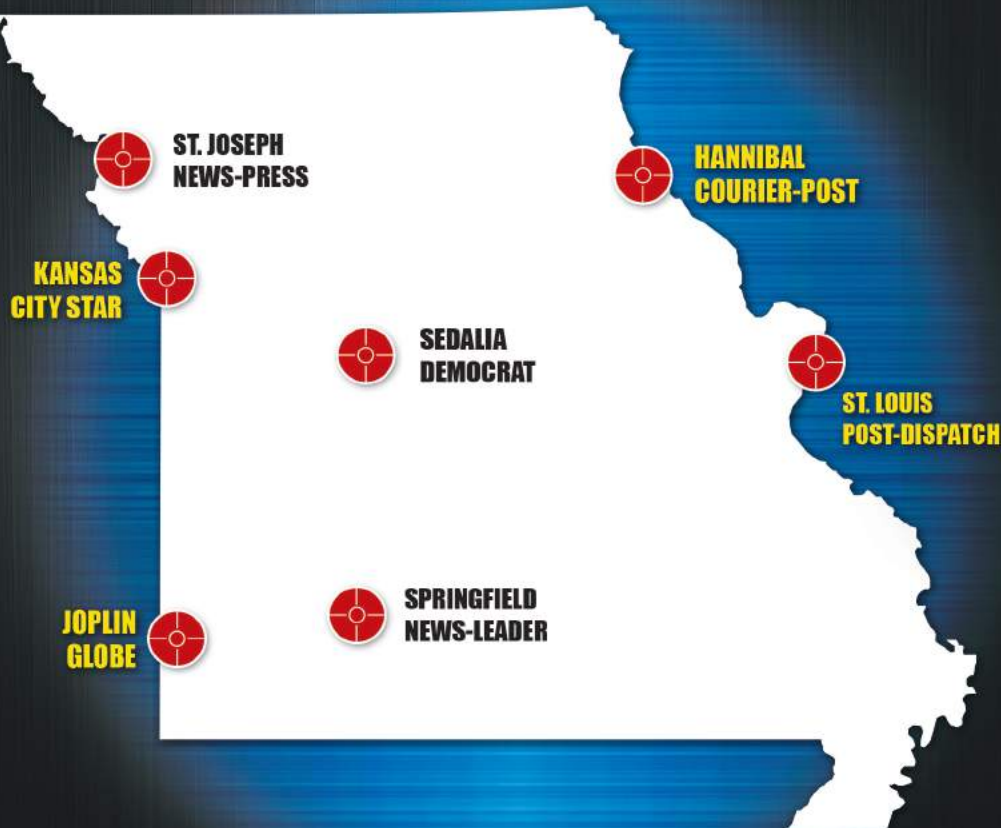 ST. JOSEPH
NEWS-PRESS
HANNIBAL
COURIER-POST
KANSAS
CITY STAR
SEDALIA
DEMOCRAT
ST. LOUIS
POST-DISPATCH
JOPLIN
GLOBE
SPRINGFIELD
NEWS-LEADER